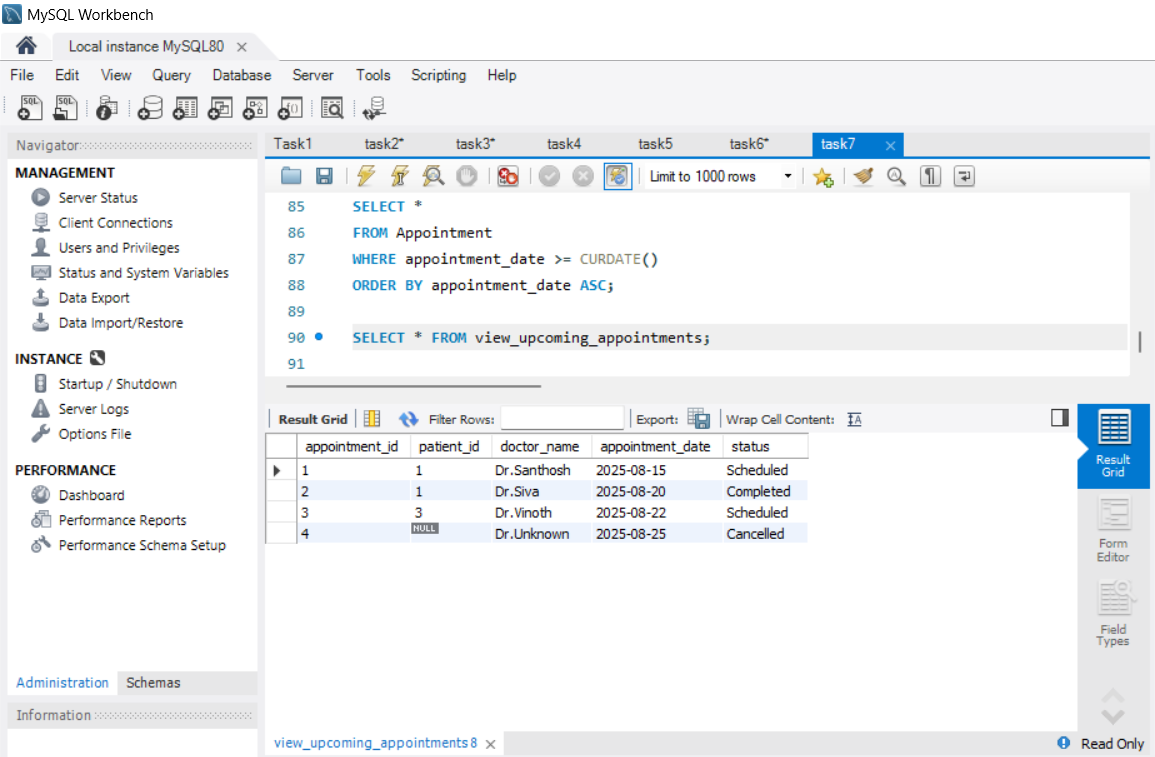 MySQL Workbench
Local instance MySQL80
File Edit View Query Database Server Tools Scripting Help
SQL SQL
Navigator
MANAGEMENT
Server Status
Client Connections
Users and Privileges
Status and System Variables
Data Export
Data Import/Restore
INSTANCE
Startup / Shutdown
Server Logs
Options File
PERFORMANCE
Dashboard
Performance Reports
Performance Schema Setup
Administration Schemas
Information
Task1 task2* task3* task4 task5 task6* task7
Limit to 1000 rows
85 SELECT *
86 FROM Appointment
87 WHERE appointment_date >= CURDATE()
88 ORDER BY appointment_date ASC;
89
90 SELECT * FROM view_upcoming_appointments;
91
Result Grid Filter Rows: Export: Wrap Cell Content: IA
appointment_id patient_id doctor_name appointment_date status
1 1 Dr.Santhosh 2025-08-15 Scheduled
2 1 Dr.Siva 2025-08-20 Completed
3 3 Dr.Vinoth 2025-08-22 Scheduled
4 NULL Dr.Unknown 2025-08-25 Cancelled
Result
Grid
Form
Editor
Field
Types
view_upcoming_appointments 8
Read Only